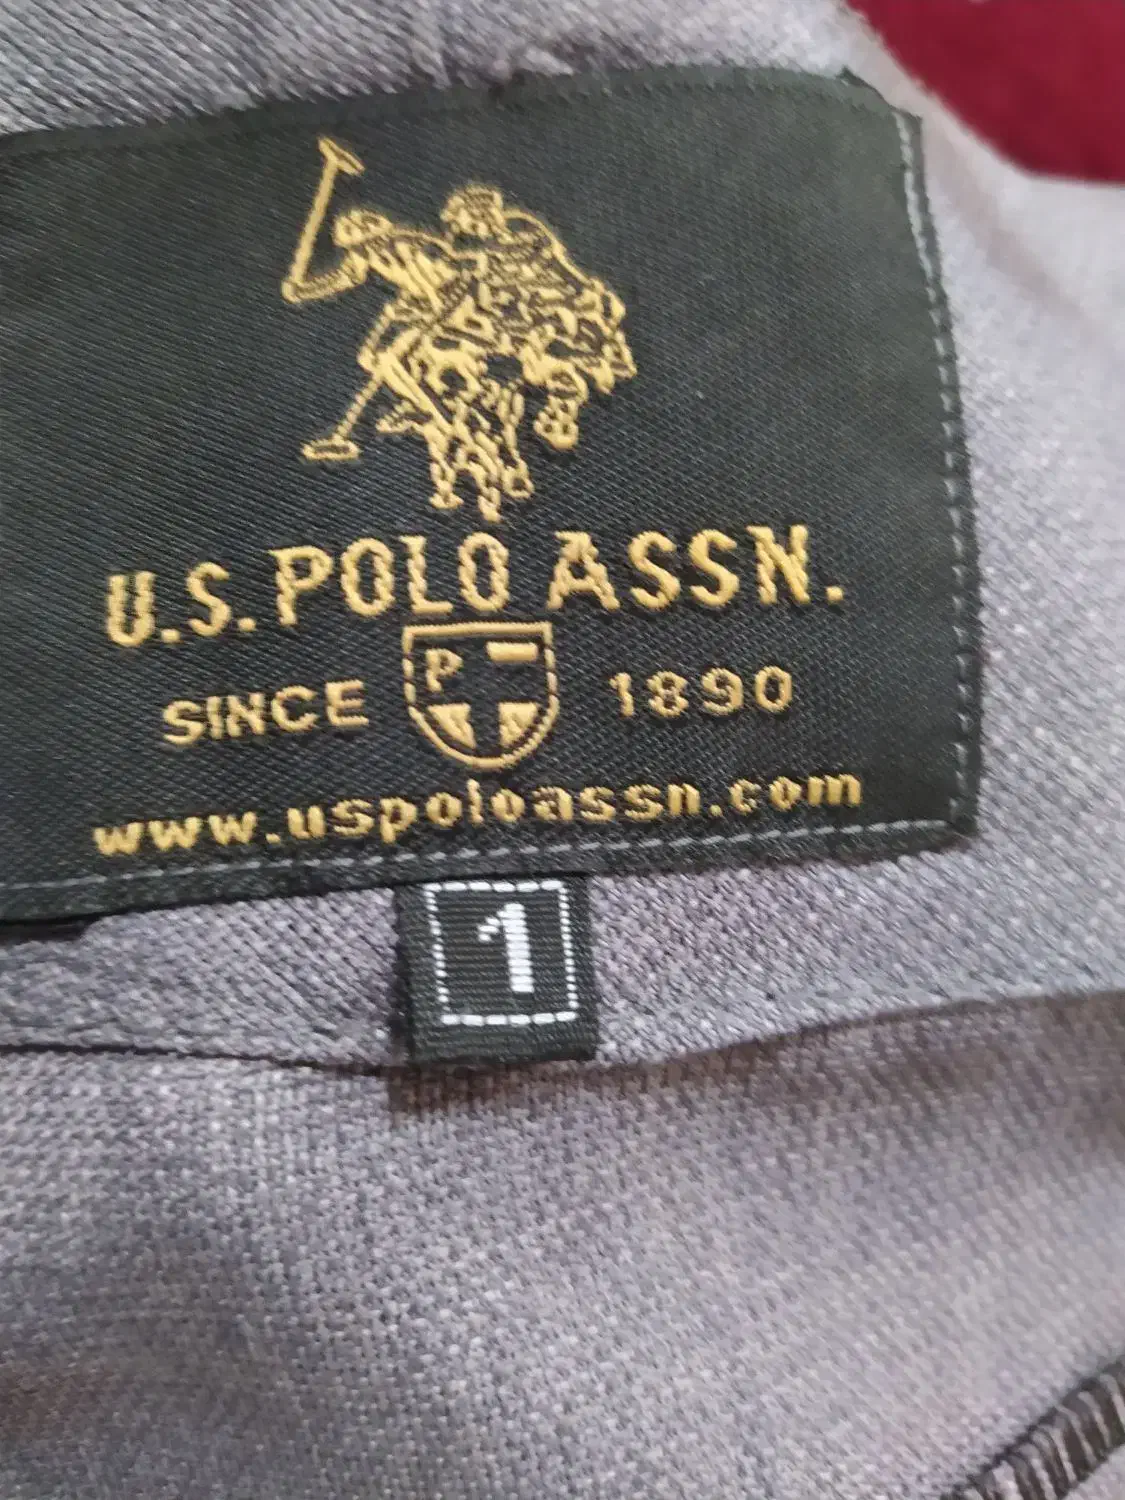 U.S. POLO ASSN.
SINCE 1890
P
www.uspoloassn.com
1